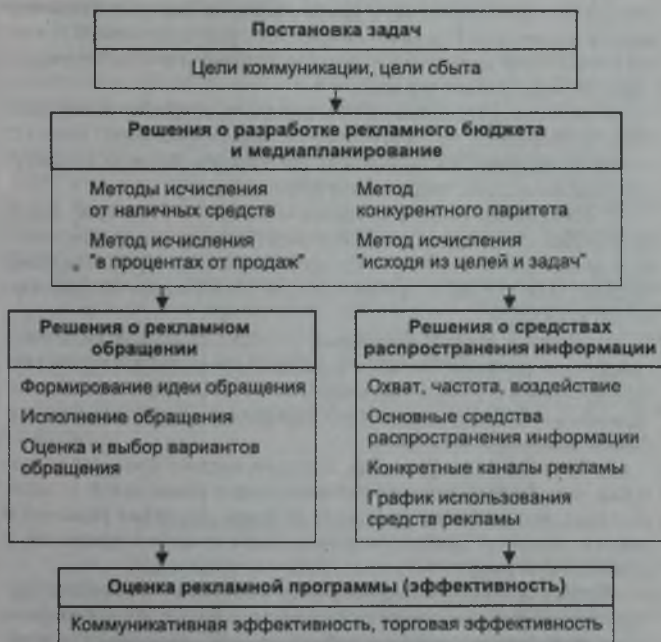 Постановка задач
Цели коммуникации, цели сбыта
Решения о разработке рекламного бюджета
и медиапланирование
Методы исчисления
от наличных средств
Метод исчисления
"в процентах от продаж"
Метод
конкурентного паритета
Метод исчисления
"исходя из целей и задач"
Решения о рекламном
обращении
Формирование идеи обращения
Исполнение обращения
Оценка и выбор вариантов
обращения
Решения о средствах
распространения информации
Охват, частота, воздействие
Основные средства
распространения информации
Конкретные каналы рекламы
График использования
средств рекламы
Оценка рекламной программы (эффективность)
Коммуникативная эффективность, торговая эффективность